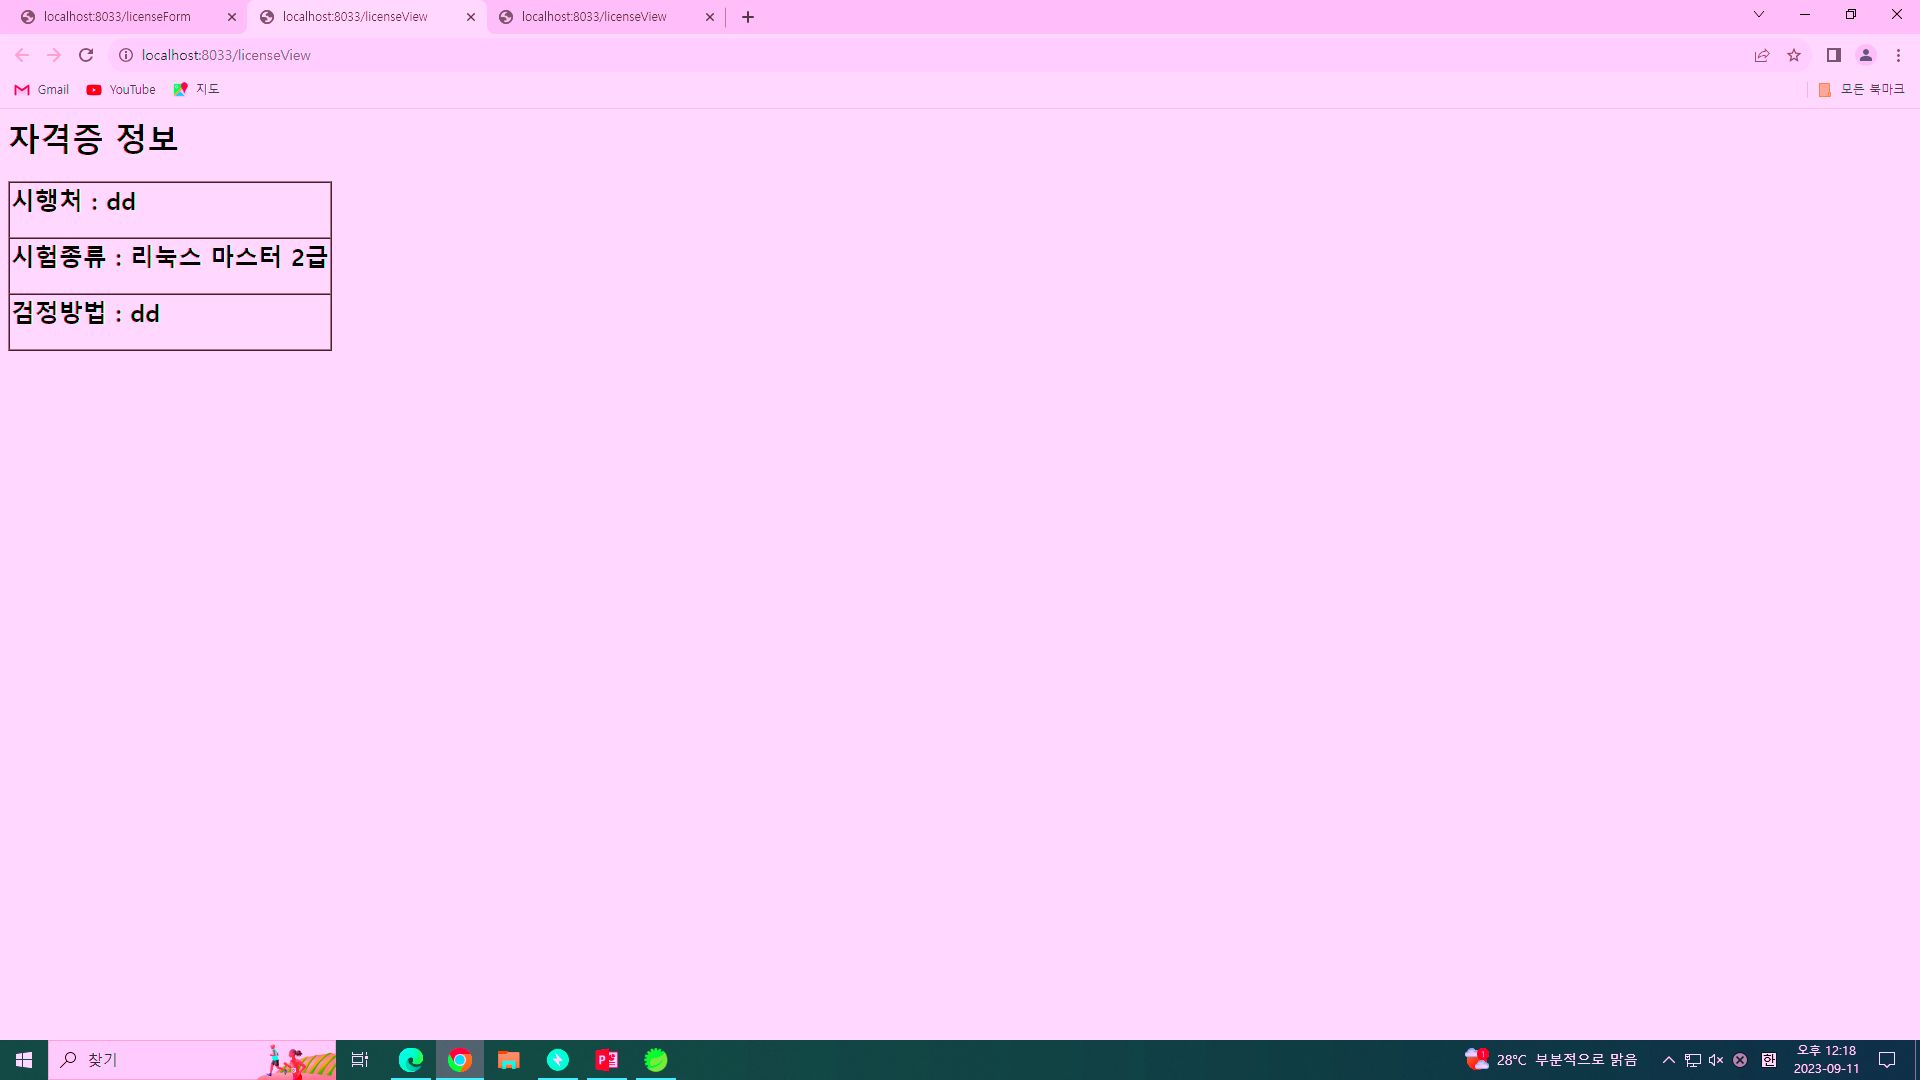 localhost:8033/licenseForm
localhost:8033/licenseView
localhost:8033/licenseView
localhost:8033/licenseView
Gmail
YouTube
지도
모든 북마크
자격증 정보
시행처 : dd
시험종류 : 리눅스 마스터 2급
검정방법 : dd
찾기
1
28°C 부분적으로 맑음
한
오후 12:18
2023-09-11